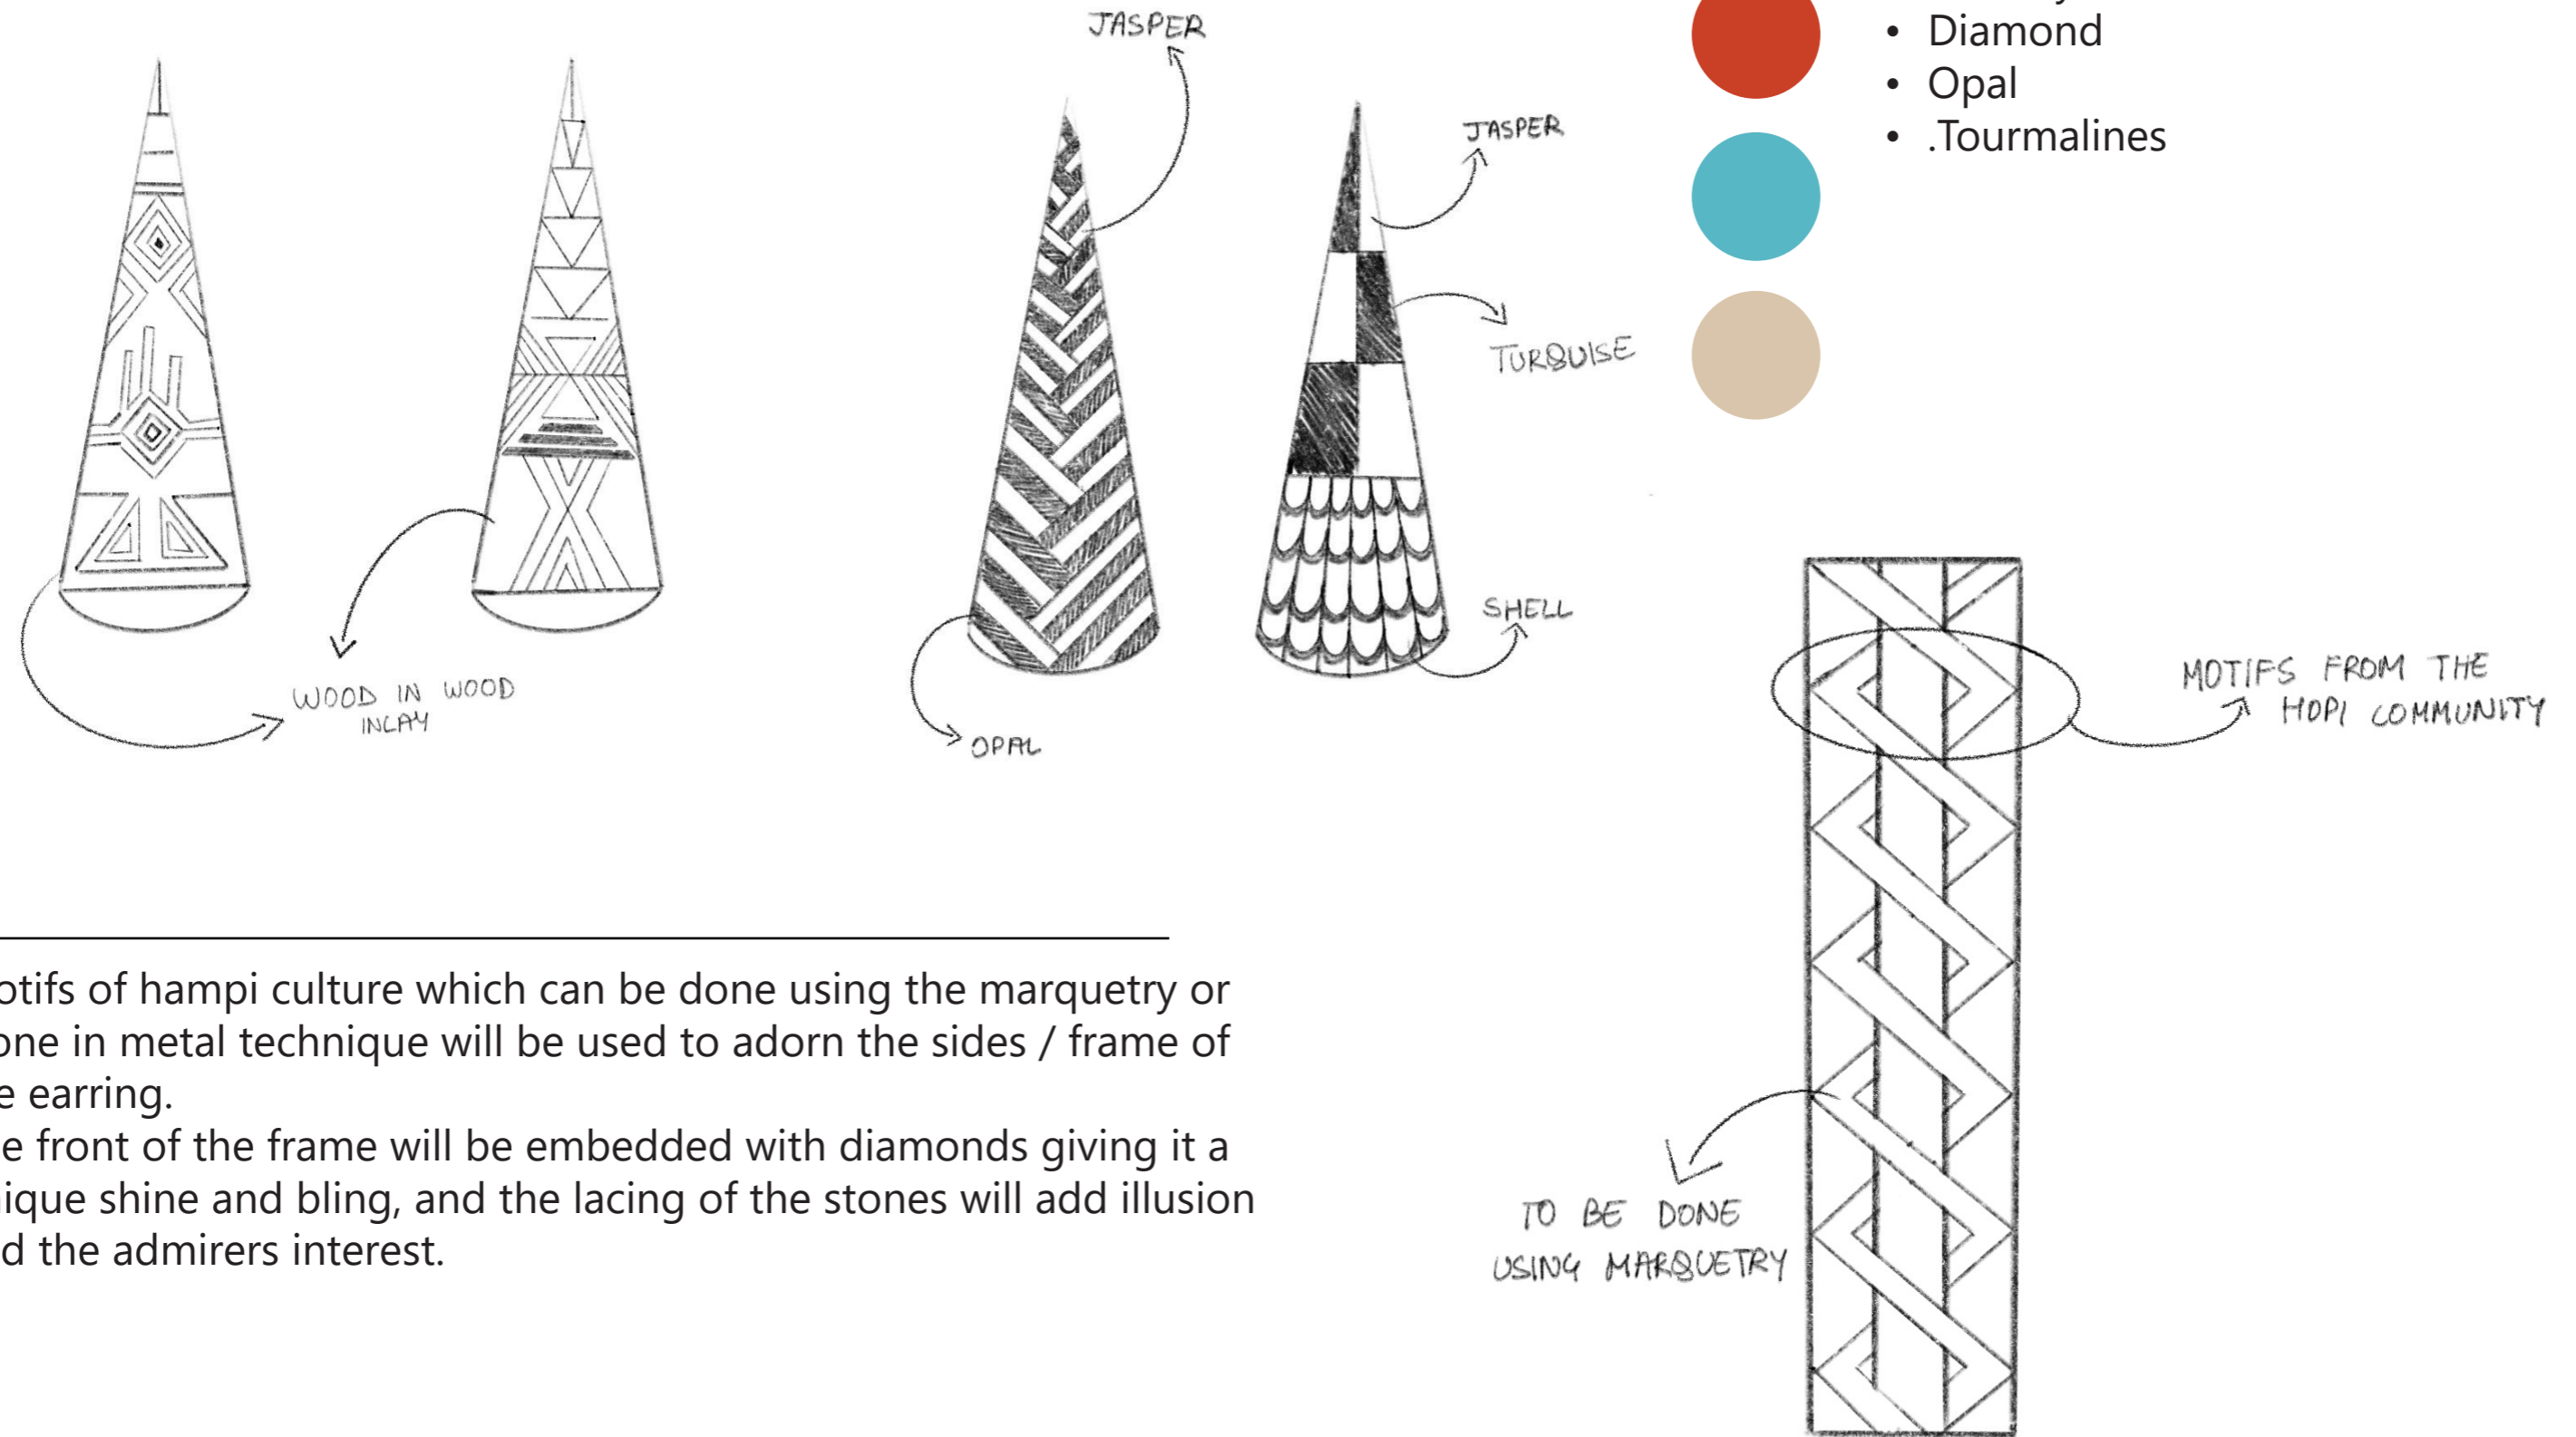 JASPER
• Diamond
• Opal
• .Tourmalines
JASPER
TURQUISE
SHELL
WOOD IN WOOD
INLAY
OPAL
MOTIFS FROM THE
HOPI COMMUNITY
otifs of hampi culture which can be done using the marquetry or
one in metal technique will be used to adorn the sides / frame of
e earring.
e front of the frame will be embedded with diamonds giving it a
ique shine and bling, and the lacing of the stones will add illusion
d the admirers interest.
TO BE DONE
USING MARQUETRY